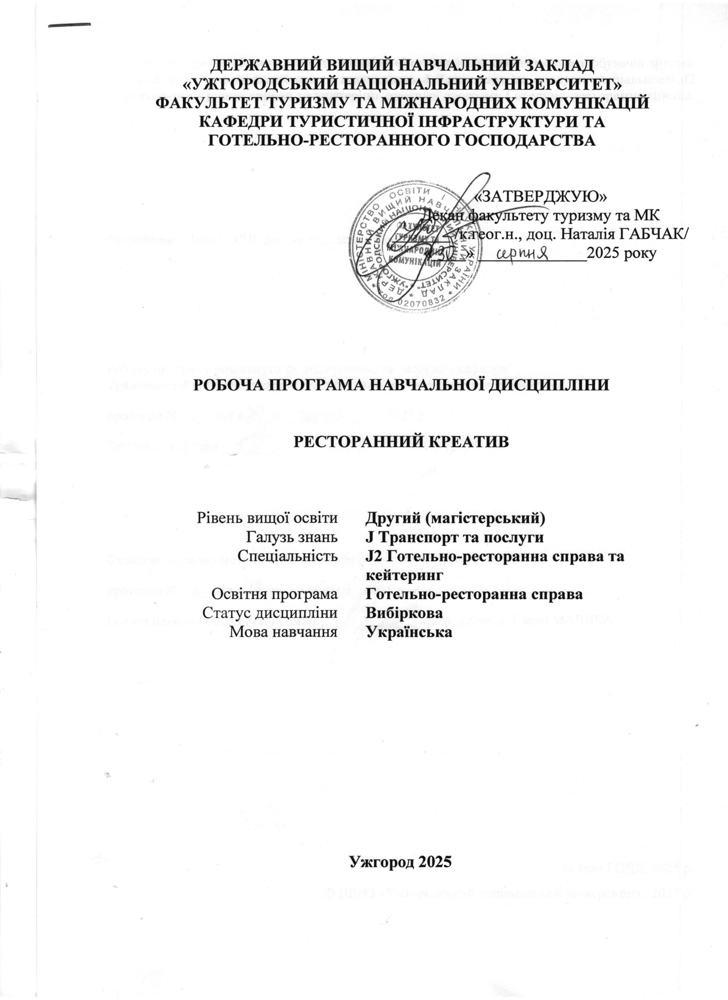 ДЕРЖАВНИЙ ВИЩИЙ НАВЧАЛЬНИЙ ЗАКЛАД
«УЖГОРОДСЬКИЙ НАЦІОНАЛЬНИЙ УНІВЕРСИТЕТ»
ФАКУЛЬТЕТ ТУРИЗМУ ТА МІЖНАРОДНИХ КОМУНІКАЦІЙ
КАФЕДРИ ТУРИСТИЧНОЇ ІНФРАСТРУКТУРИ ТА
ГОТЕЛЬНО-РЕСТОРАННОГО ГОСПОДАРСТВА
«ЗАТВЕРДЖУЮ»
Декан факультету туризму та МК
/к.геог.н., доц. Наталія ГАБЧАК/
» серпня 2025 року
МІНІСТЕРСТВО ОСВІТИ І НАУКИ УКРАЇНИ
* код 02070832 *
ДЕРЖАВНИЙ ВИЩИЙ НАВЧАЛЬНИЙ ЗАКЛАД
"УЖГОРОДСЬКИЙ НАЦІОНАЛЬНИЙ УНІВЕРСИТЕТ"
ФАКУЛЬТЕТ
ТУРИЗМУ ТА
МІЖНАРОДНИХ
КОМУНІКАЦІЙ
РОБОЧА ПРОГРАМА НАВЧАЛЬНОЇ ДИСЦИПЛІНИ
РЕСТОРАННИЙ КРЕАТИВ
Рівень вищої освіти Другий (магістерський)
Галузь знань J Транспорт та послуги
Спеціальність J2 Готельно-ресторанна справа та
кейтеринг
Освітня програма Готельно-ресторанна справа
Статус дисципліни Вибіркова
Мова навчання Українська
Ужгород 2025